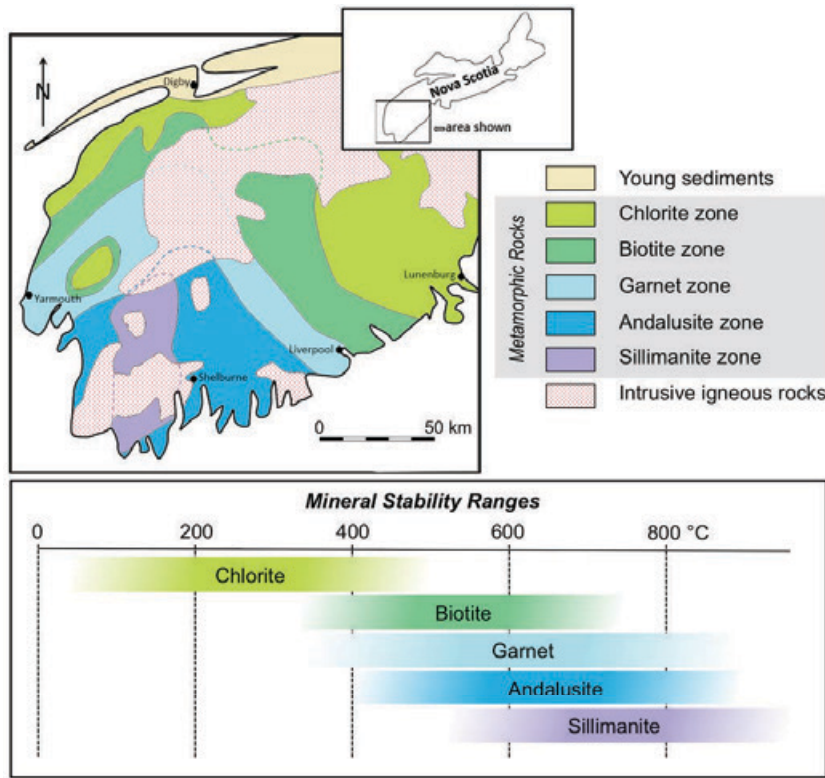 Nova Scotia
area shown
N
Digby
Yarmouth
Lunenburg
Liverpool
Shelburne
0 50 km
Metamorphic Rocks
Young sediments
Chlorite zone
Biotite zone
Garnet zone
Andalusite zone
Sillimanite zone
Intrusive igneous rocks
Mineral Stability Ranges
0 200 400 600 800 °C
Chlorite
Biotite
Garnet
Andalusite
Sillimanite